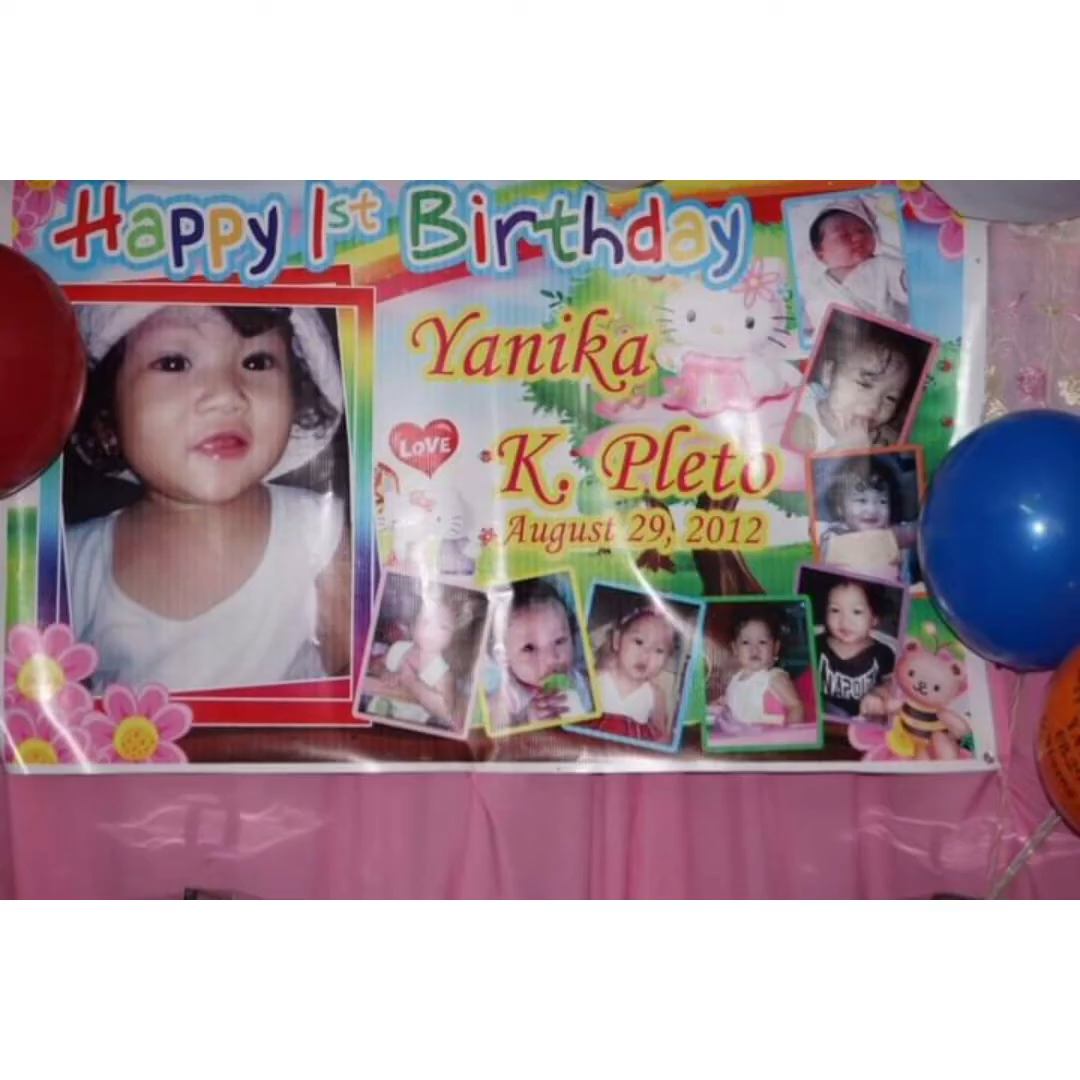 Happy 1st Birthday
Yanika
LOVE
K. Pleto
August 29, 2012